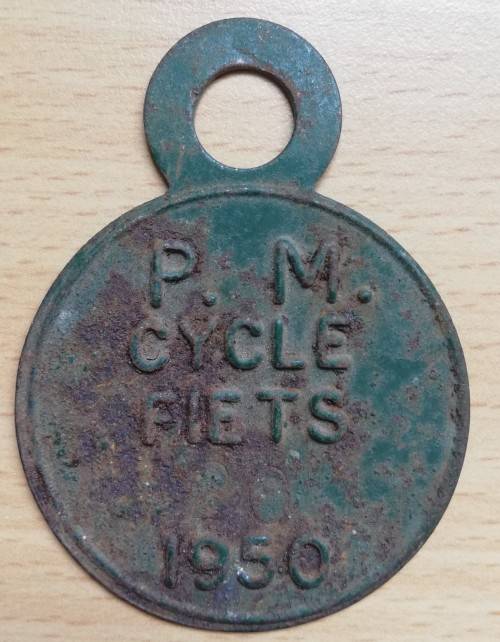 P. M.
CYCLE
FIETS
1950